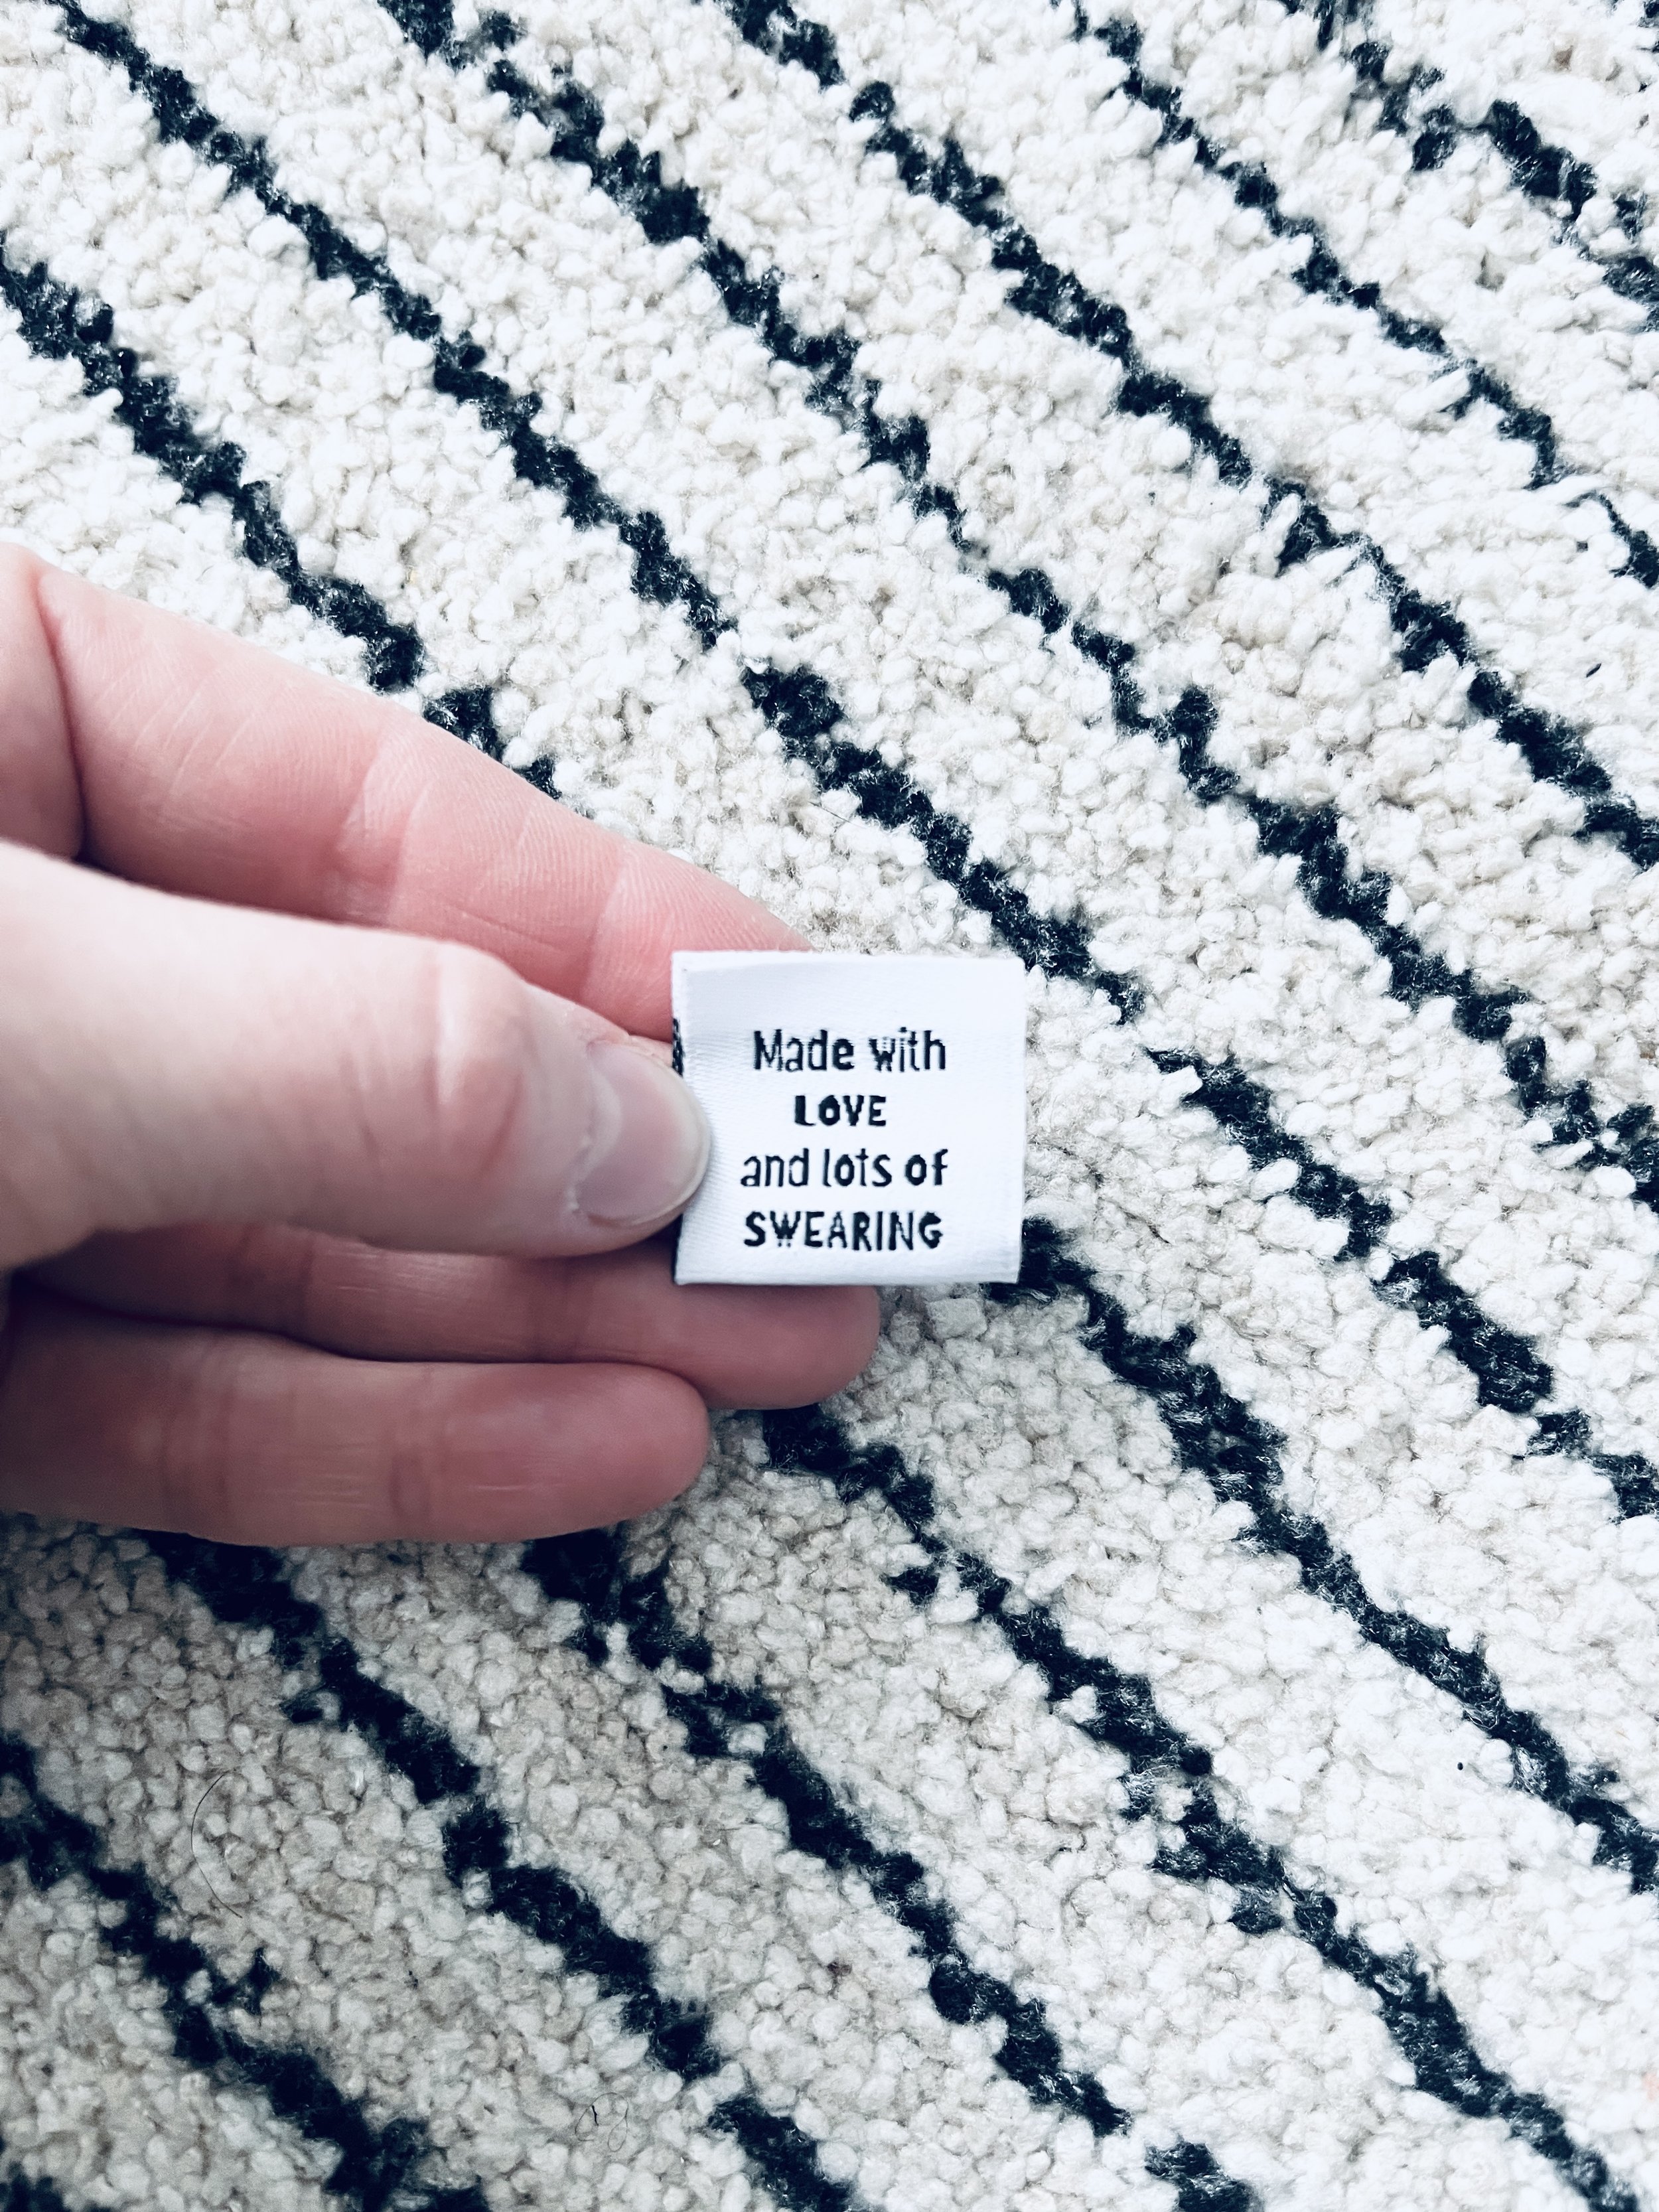 Made with
LOVE
and lots of
SWEARING